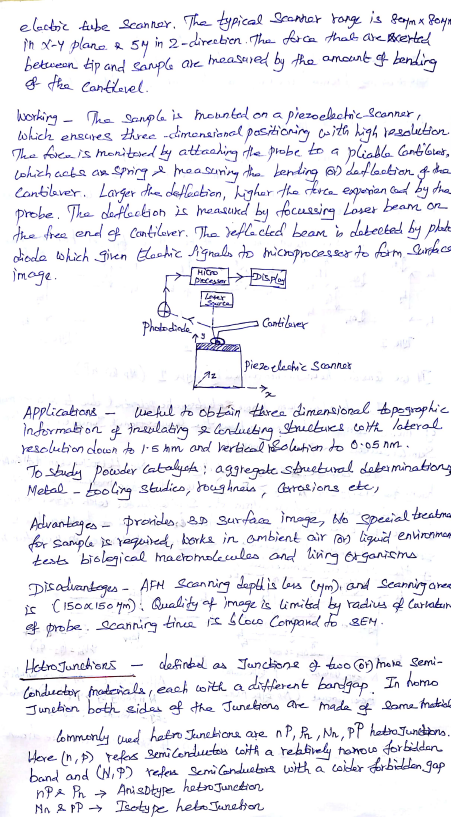 electric tube Scanner. The typical Scanner range is 80µm x 80µm
in X-Y plane & 5µ in Z-direction. The force that are exerted
between tip and sample are measured by the amount of bending
of the Cantilevel.
Working - The Sample is mounted on a piezoelectric Scanner,
which ensures three-dimensional positioning with high resolution.
The force is monitored by attaching the probe to a pliable Cantilever,
which acts as spring & measuring the bending (or) deflection of the
Cantilever. Larger the deflection, higher the force experienced by the
probe. The deflection is measured by focussing Laser beam on
the free end of Cantilever. The reflected beam is detected by photo
diode which given Electric Signals to microprocesser to form Surface
image.
Micro
processer
Display
Laser
Source
Photodiode
Cantilever
y
Piezo electric Scanner
z
x
Applications - Useful to obtain three dimensional topographic
Information of insulating & Conducting structures with lateral
resolution down to 1.5 nm and vertical resolution to 0.05 nm.
To study powder Catalysts; aggregate structural determinations
Metal - tooling studies, roughness, Corrosions etc,
Advantages - provides 3D surface image, No special treatme
for sample is required, works in ambient air (or) liquid environmen
tests biological macromolecules and living organisms
Disadvantages - AFM Scanning depth is less (µm), and Scanning area
is (150x150 µm). Quality of image is limited by radius of Curvature
of probe. Scanning time is slow Compared to SEM.
HetroJunctions - definded as Junctions of two (or) more Semi-
Conductor materials, each with a different bandgap. In homo
Junction both sides of the Junctions are made of Same material
Commonly used hetro Junctions are nP, Pn, Nn, PP hetro Junctions.
Here (n, p) refers Semiconductors with a relatively narrow forbidden
band and (N, P) refers Semi Conductors with a wider forbidden gap
nP & Pn → Anisotype hetro Junction
Nn & PP → Isotype hetro Junction